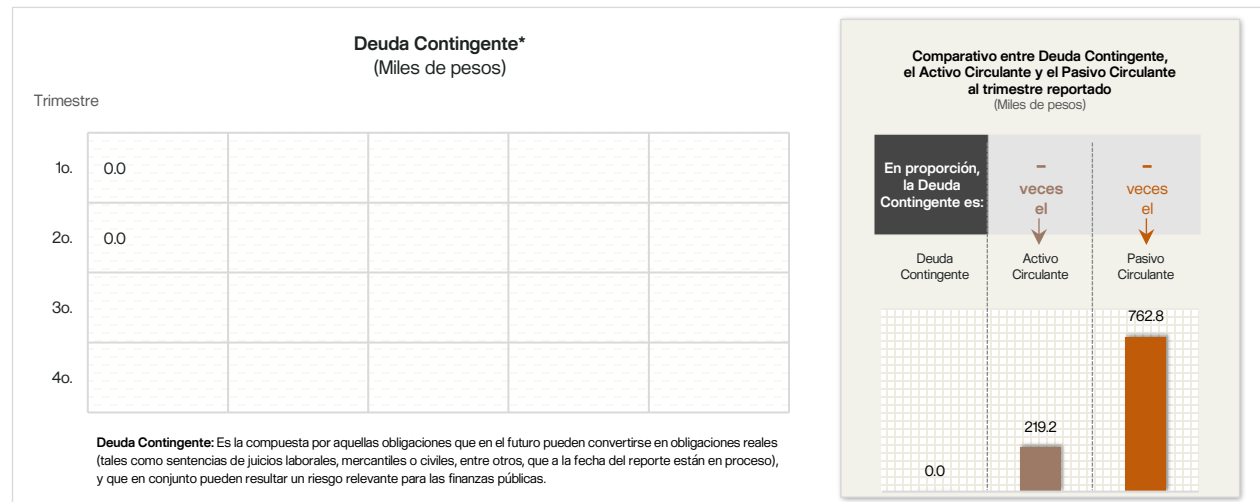 Deuda Contingente*
(Miles de pesos)
Trimestre
1o. 0.0
2o. 0.0
3o.
4o.
Deuda Contingente: Es la compuesta por aquellas obligaciones que en el futuro pueden convertirse en obligaciones reales
(tales como sentencias de juicios laborales, mercantiles o civiles, entre otros, que a la fecha del reporte están en proceso),
y que en conjunto pueden resultar un riesgo relevante para las finanzas públicas.
Comparativo entre Deuda Contingente,
el Activo Circulante y el Pasivo Circulante
al trimestre reportado
(Miles de pesos)
En proporción,
la Deuda
Contingente es:
–
veces
el
–
veces
el
Deuda
Contingente
Activo
Circulante
Pasivo
Circulante
0.0
219.2
762.8